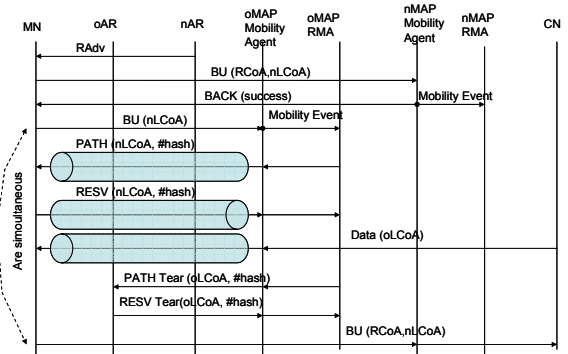 MN
oAR
nAR
oMAP
Mobility
Agent
oMAP
RMA
nMAP
Mobility
Agent
nMAP
RMA
CN
RAdv
BU (RCoA,nLCoA)
BACK (success)
Mobility Event
BU (nLCoA)
Mobility Event
PATH (nLCoA, #hash)
RESV (nLCoA, #hash)
Data (oLCoA)
Are simoultaneous
PATH Tear (oLCoA, #hash)
RESV Tear(oLCoA, #hash)
BU (RCoA,nLCoA)